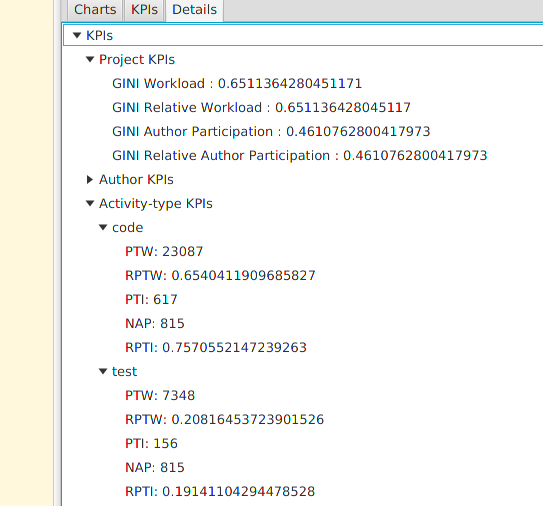 Charts KPIs Details
KPIs
Project KPIs
GINI Workload : 0.6511364280451171
GINI Relative Workload : 0.651136428045117
GINI Author Participation : 0.4610762800417973
GINI Relative Author Participation : 0.4610762800417973
Author KPIs
Activity-type KPIs
code
PTW: 23087
RPTW: 0.6540411909685827
PTI: 617
NAP: 815
RPTI: 0.7570552147239263
test
PTW: 7348
RPTW: 0.20816453723901526
PTI: 156
NAP: 815
RPTI: 0.19141104294478528